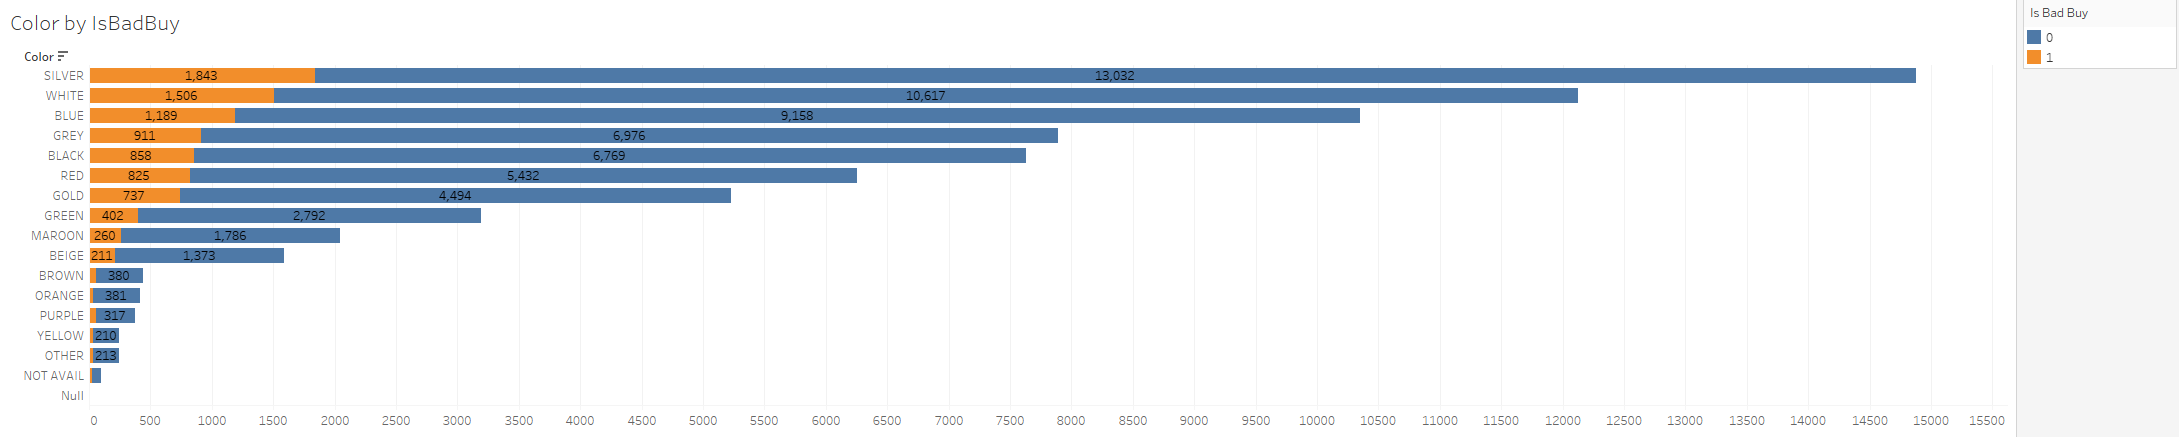 Color by IsBadBuy
Is Bad Buy
0
1
Color
SILVER 1,843 13,032
WHITE 1,506 10,617
BLUE 1,189 9,158
GREY 911 6,976
BLACK 858 6,769
RED 825 5,432
GOLD 737 4,494
GREEN 402 2,792
MAROON 260 1,786
BEIGE 211 1,373
BROWN 380
ORANGE 381
PURPLE 317
YELLOW 210
OTHER 213
NOT AVAIL
Null
0 500 1000 1500 2000 2500 3000 3500 4000 4500 5000 5500 6000 6500 7000 7500 8000 8500 9000 9500 10000 10500 11000 11500 12000 12500 13000 13500 14000 14500 15000 15500